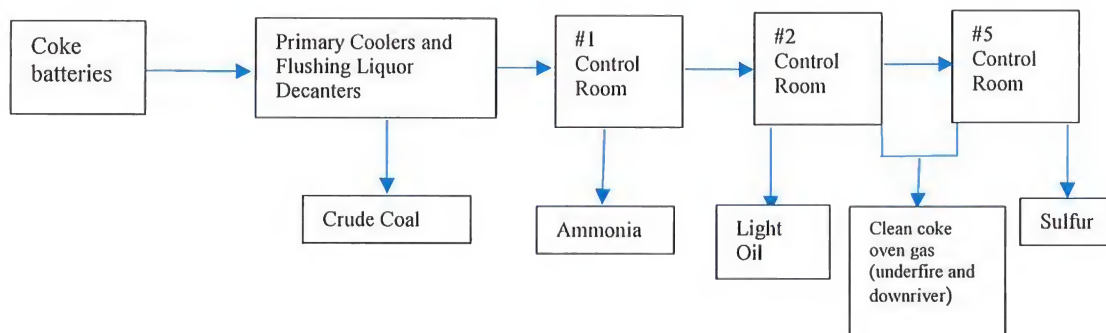 Coke
batteries
Primary Coolers and
Flushing Liquor
Decanters
#1
Control
Room
#2
Control
Room
#5
Control
Room
Crude Coal
Ammonia
Light
Oil
Clean coke
oven gas
(underfire and
downriver)
Sulfur